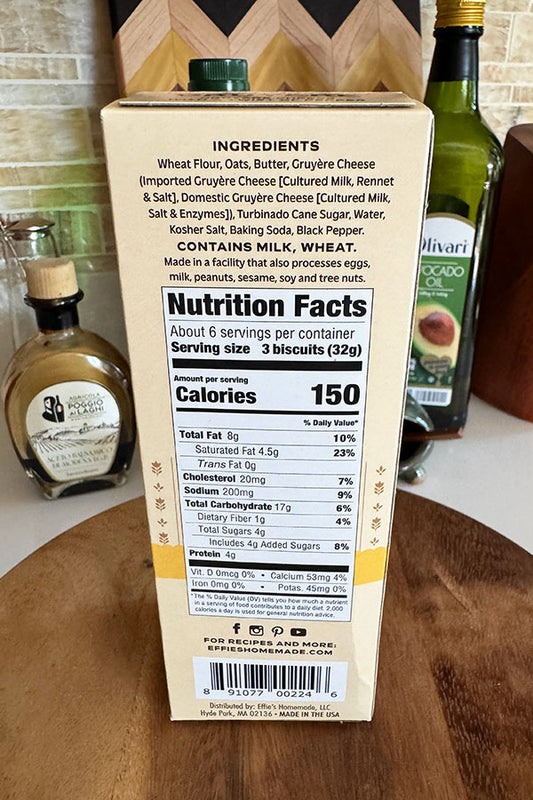 INGREDIENTS
Wheat Flour, Oats, Butter, Gruyère Cheese
(Imported Gruyère Cheese [Cultured Milk, Rennet
& Salt], Domestic Gruyère Cheese [Cultured Milk,
Salt & Enzymes]), Turbinado Cane Sugar, Water,
Kosher Salt, Baking Soda, Black Pepper.
CONTAINS MILK, WHEAT.
Made in a facility that also processes eggs,
milk, peanuts, sesame, soy and tree nuts.
Nutrition Facts
About 6 servings per container
Serving size 3 biscuits (32g)
Amount per serving
Calories 150
% Daily Value*
Total Fat 8g 10%
Saturated Fat 4.5g 23%
Trans Fat 0g
Cholesterol 20mg 7%
Sodium 200mg 9%
Total Carbohydrate 17g 6%
Dietary Fiber 1g 4%
Total Sugars 4g
Includes 4g Added Sugars 8%
Protein 4g
Vit. D 0mcg 0% • Calcium 53mg 4%
Iron 0mg 0% • Potas. 45mg 0%
*The % Daily Value (DV) tells you how much a nutrient
in a serving of food contributes to a daily diet. 2,000
calories a day is used for general nutrition advice.
FOR RECIPES AND MORE:
EFFIESHOMEMADE.COM
8 91077 00224 6
Distributed by: Effie's Homemade, LLC
Hyde Park, MA 02136 • MADE IN THE USA
AGRICOLA
POGGIO
AI LAGHI
ACETO BALSAMICO
DI MODENA I.G.P.
Olivari
OCADO
OIL